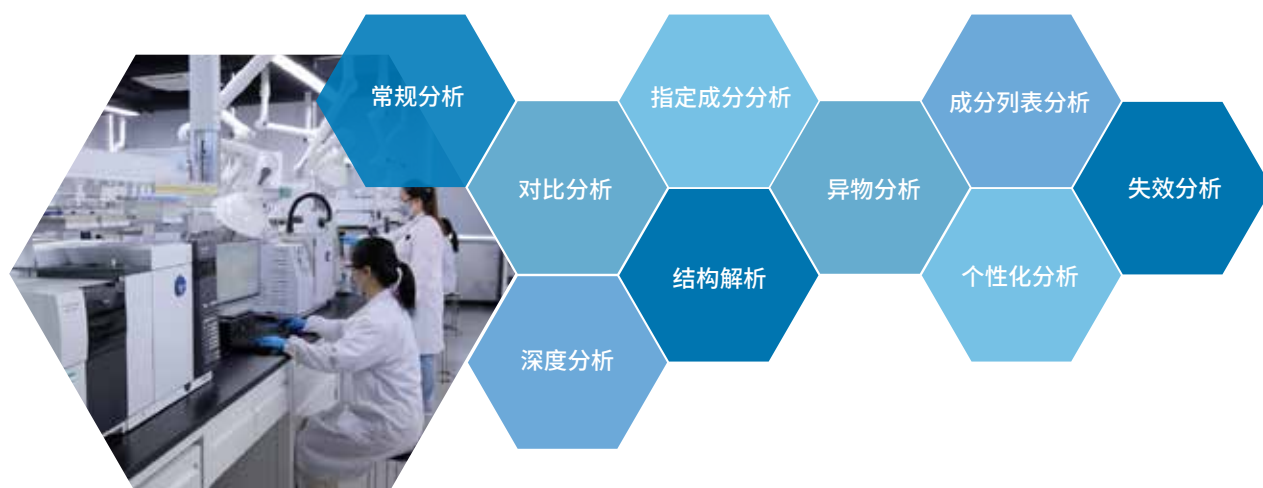 常规分析
对比分析
深度分析
指定成分分析
结构解析
异物分析
成分列表分析
个性化分析
失效分析